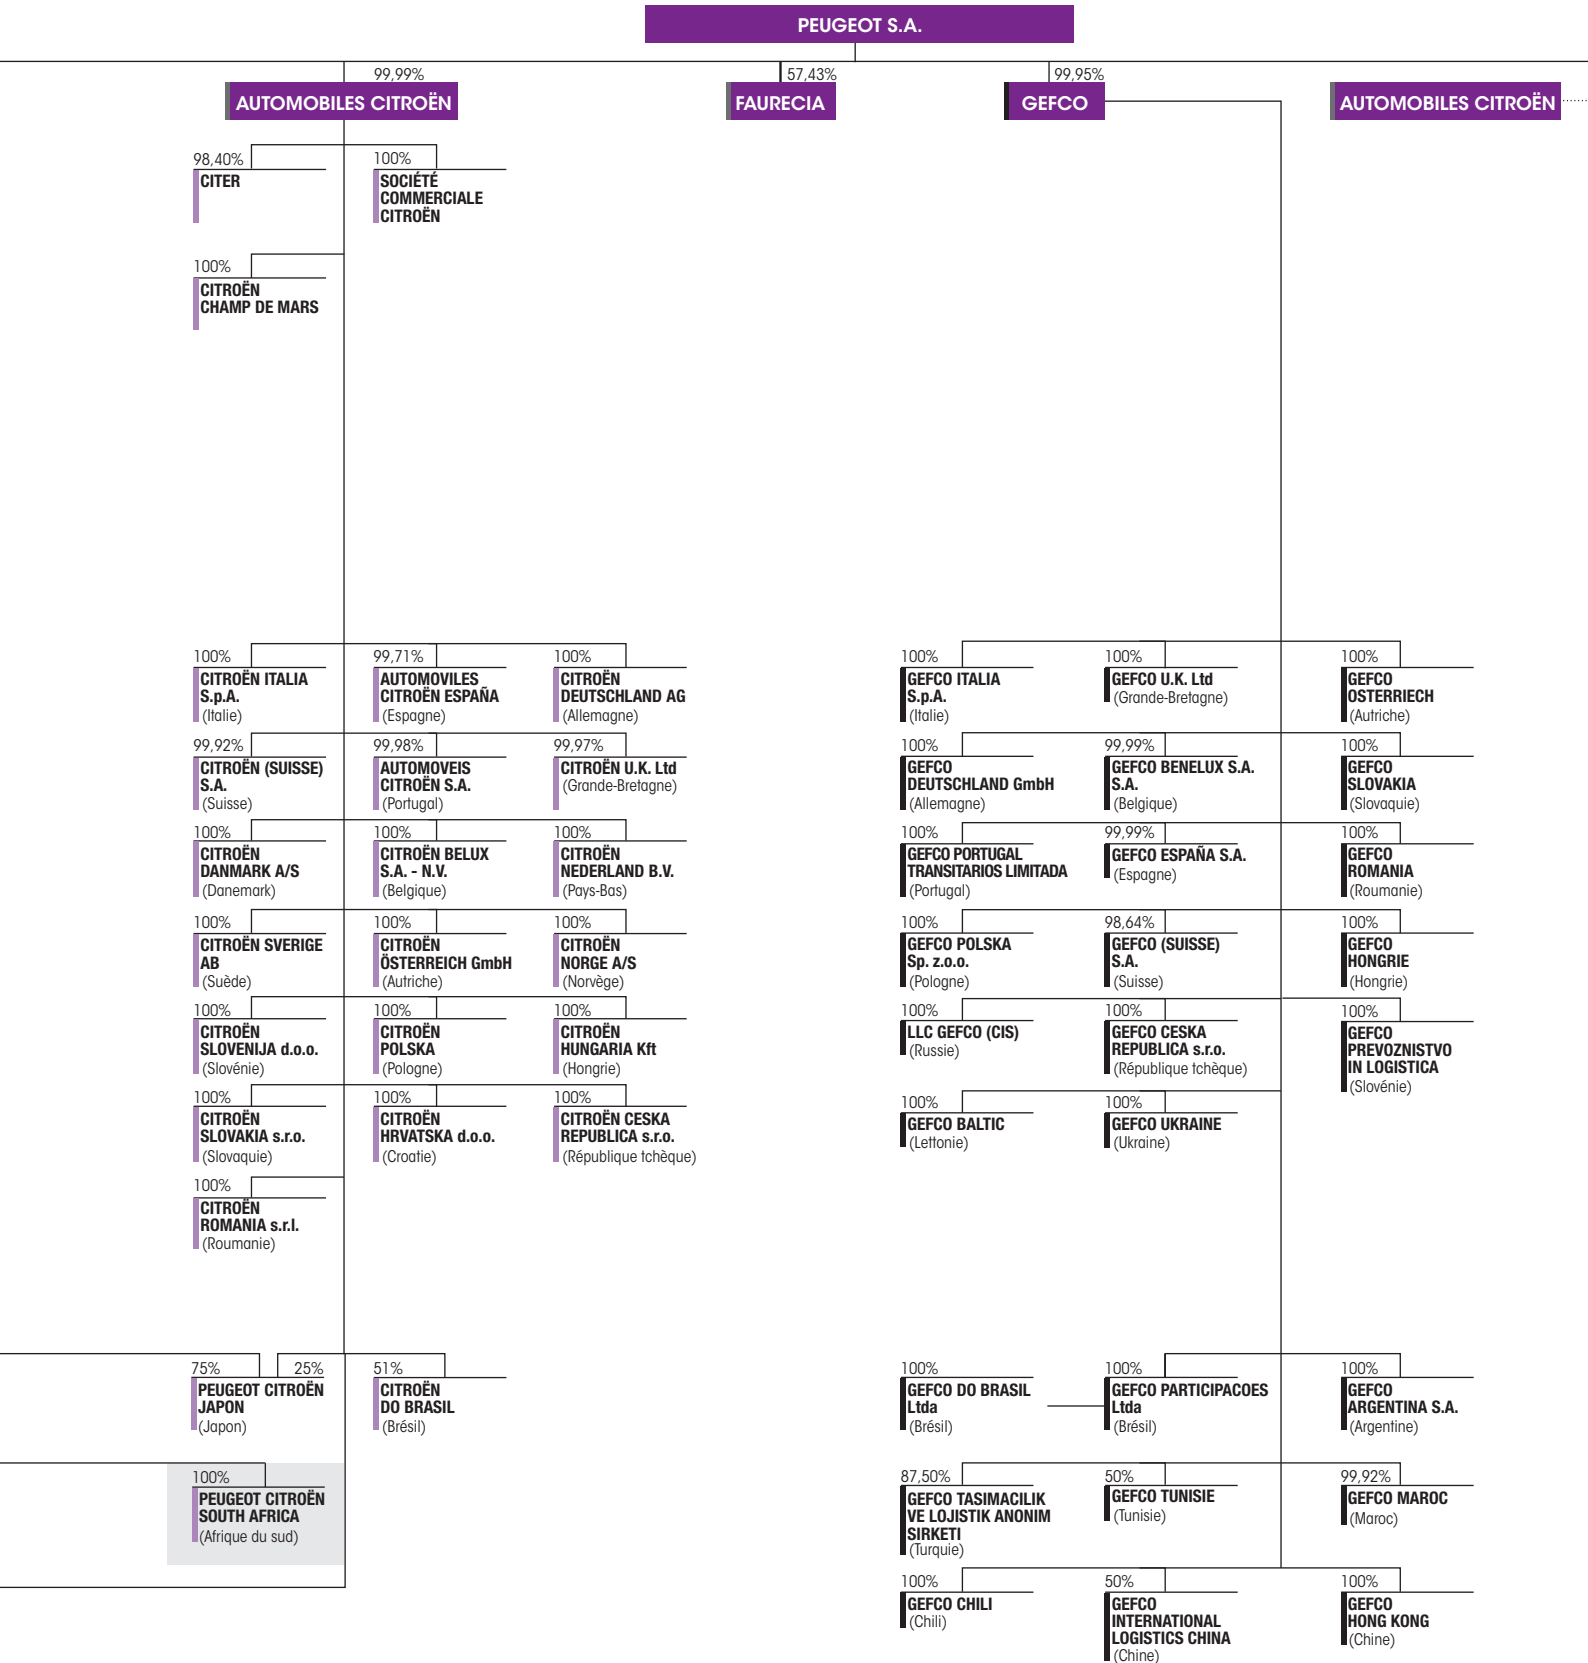 PEUGEOT S.A.
99,99%
57,43%
99,95%
AUTOMOBILES CITROËN
FAURECIA
GEFCO
AUTOMOBILES CITROËN
98,40%
CITER
100%
SOCIÉTÉ
COMMERCIALE
CITROËN
100%
CITROËN
CHAMP DE MARS
100%
CITROËN ITALIA
S.p.A.
(Italie)
99,71%
AUTOMOVILES
CITROËN ESPAÑA
(Espagne)
100%
CITROËN
DEUTSCHLAND AG
(Allemagne)
99,92%
CITROËN (SUISSE)
S.A.
(Suisse)
99,98%
AUTOMOVEIS
CITROËN S.A.
(Portugal)
99,97%
CITROËN U.K. Ltd
(Grande-Bretagne)
100%
CITROËN
DANMARK A/S
(Danemark)
100%
CITROËN BELUX
S.A. - N.V.
(Belgique)
100%
CITROËN
NEDERLAND B.V.
(Pays-Bas)
100%
CITROËN SVERIGE
AB
(Suède)
100%
CITROËN
ÖSTERREICH GmbH
(Autriche)
100%
CITROËN
NORGE A/S
(Norvège)
100%
CITROËN
SLOVENIJA d.o.o.
(Slovénie)
100%
CITROËN
POLSKA
(Pologne)
100%
CITROËN
HUNGARIA Kft
(Hongrie)
100%
CITROËN
SLOVAKIA s.r.o.
(Slovaquie)
100%
CITROËN
HRVATSKA d.o.o.
(Croatie)
100%
CITROËN CESKA
REPUBLICA s.r.o.
(République tchèque)
100%
CITROËN
ROMANIA s.r.l.
(Roumanie)
75%
25%
PEUGEOT CITROËN
JAPON
(Japon)
51%
CITROËN
DO BRASIL
(Brésil)
100%
PEUGEOT CITROËN
SOUTH AFRICA
(Afrique du sud)
100%
GEFCO ITALIA
S.p.A.
(Italie)
100%
GEFCO U.K. Ltd
(Grande-Bretagne)
100%
GEFCO
OSTERRIECH
(Autriche)
100%
GEFCO
DEUTSCHLAND GmbH
(Allemagne)
99,99%
GEFCO BENELUX S.A.
S.A.
(Belgique)
100%
GEFCO
SLOVAKIA
(Slovaquie)
100%
GEFCO PORTUGAL
TRANSITARIOS LIMITADA
(Portugal)
99,99%
GEFCO ESPAÑA S.A.
(Espagne)
100%
GEFCO
ROMANIA
(Roumanie)
100%
GEFCO POLSKA
Sp. z.o.o.
(Pologne)
98,64%
GEFCO (SUISSE)
S.A.
(Suisse)
100%
GEFCO
HONGRIE
(Hongrie)
100%
LLC GEFCO (CIS)
(Russie)
100%
GEFCO CESKA
REPUBLICA s.r.o.
(République tchèque)
100%
GEFCO
PREVOZNISTVO
IN LOGISTICA
(Slovénie)
100%
GEFCO BALTIC
(Lettonie)
100%
GEFCO UKRAINE
(Ukraine)
100%
GEFCO DO BRASIL
Ltda
(Brésil)
100%
GEFCO PARTICIPACOES
Ltda
(Brésil)
100%
GEFCO
ARGENTINA S.A.
(Argentine)
87,50%
GEFCO TASIMACILIK
VE LOJISTIK ANONIM
SIRKETI
(Turquie)
50%
GEFCO TUNISIE
(Tunisie)
99,92%
GEFCO MAROC
(Maroc)
100%
GEFCO CHILI
(Chili)
50%
GEFCO
INTERNATIONAL
LOGISTICS CHINA
(Chine)
100%
GEFCO
HONG KONG
(Chine)